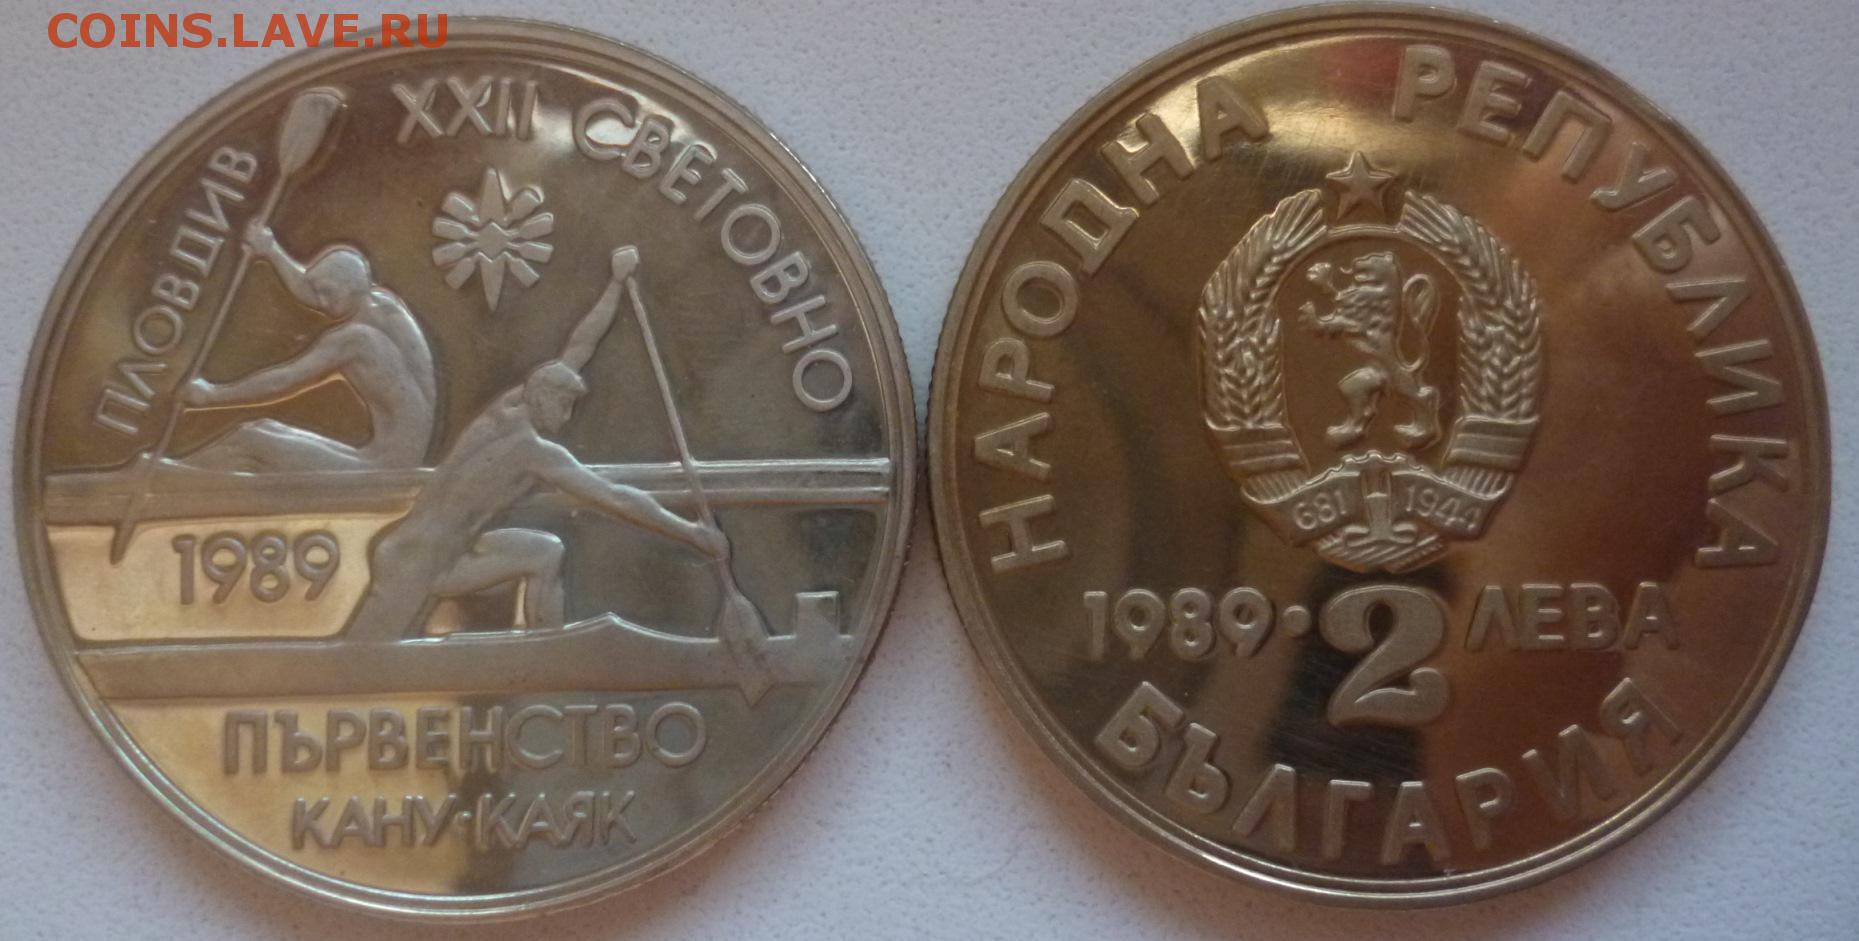 COINS.LAVE.RU
ПЛОВДИВ
XXII СВЕТОВНО
1989
ПЪРВЕНСТВО
КАНУ·КАЯК
НАРОДНА РЕПУБЛИКА
681 1944
1989·2 ЛЕВА
БЪЛГАРИЯ